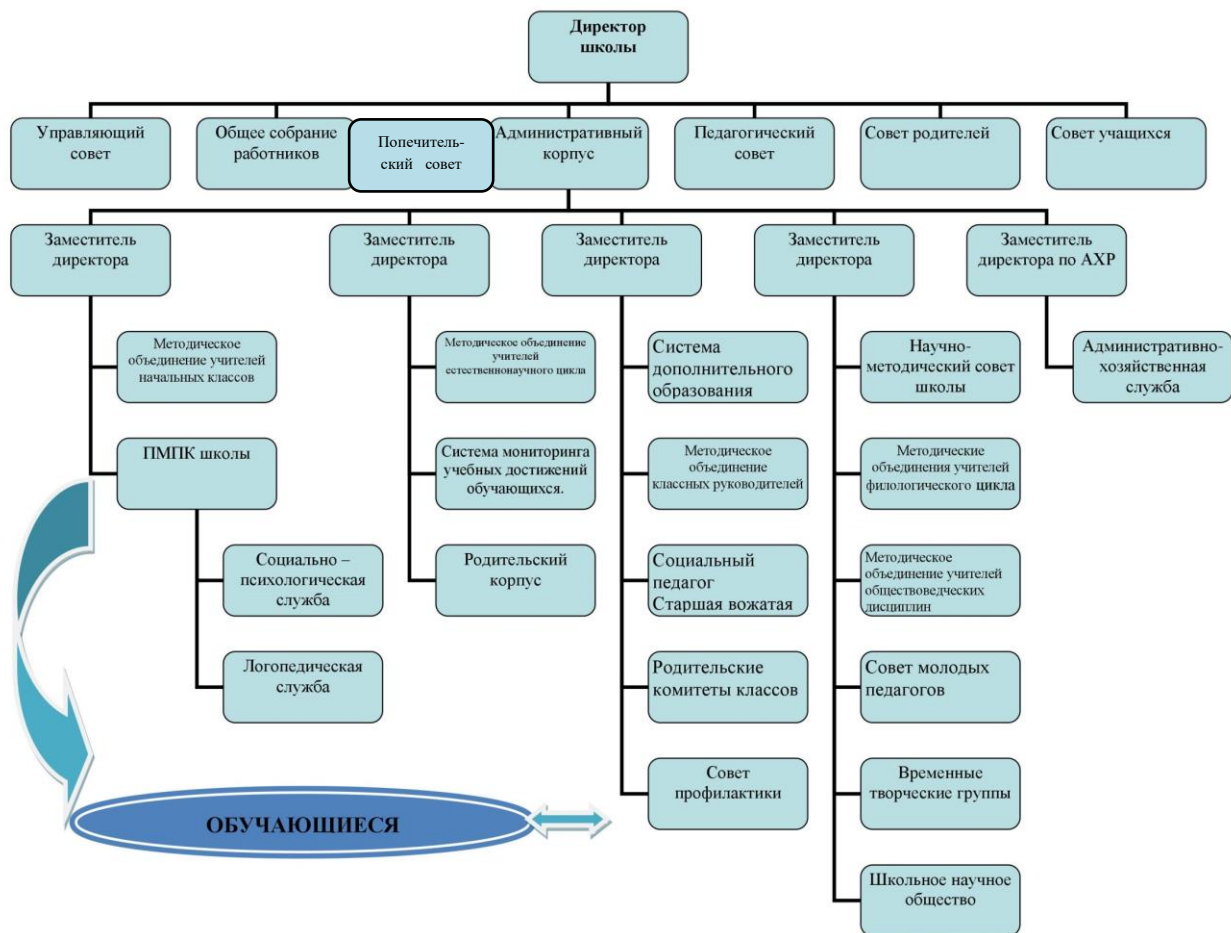 Директор
школы
Управляющий
совет
Общее собрание
работников
Попечитель-
ский совет
Административный
корпус
Педагогический
совет
Совет родителей
Совет учащихся
Заместитель
директора
Заместитель
директора
Заместитель
директора
Заместитель
директора
Заместитель
директора по АХР
Методическое
объединение учителей
начальных классов
Методическое объединение
учителей
естественнонаучного цикла
Система
дополнительного
образования
Научно-
методический совет
школы
Административно-
хозяйственная
служба
ПМПК школы
Система мониторинга
учебных достижений
обучающихся.
Методическое
объединение
классных руководителей
Методические
объединения учителей
филологического цикла
Социально –
психологическая
служба
Родительский
корпус
Социальный
педагог
Старшая вожатая
Методическое
объединение учителей
обществоведческих
дисциплин
Логопедическая
служба
Родительские
комитеты классов
Совет молодых
педагогов
Совет
профилактики
Временные
творческие группы
ОБУЧАЮЩИЕСЯ
Школьное научное
общество